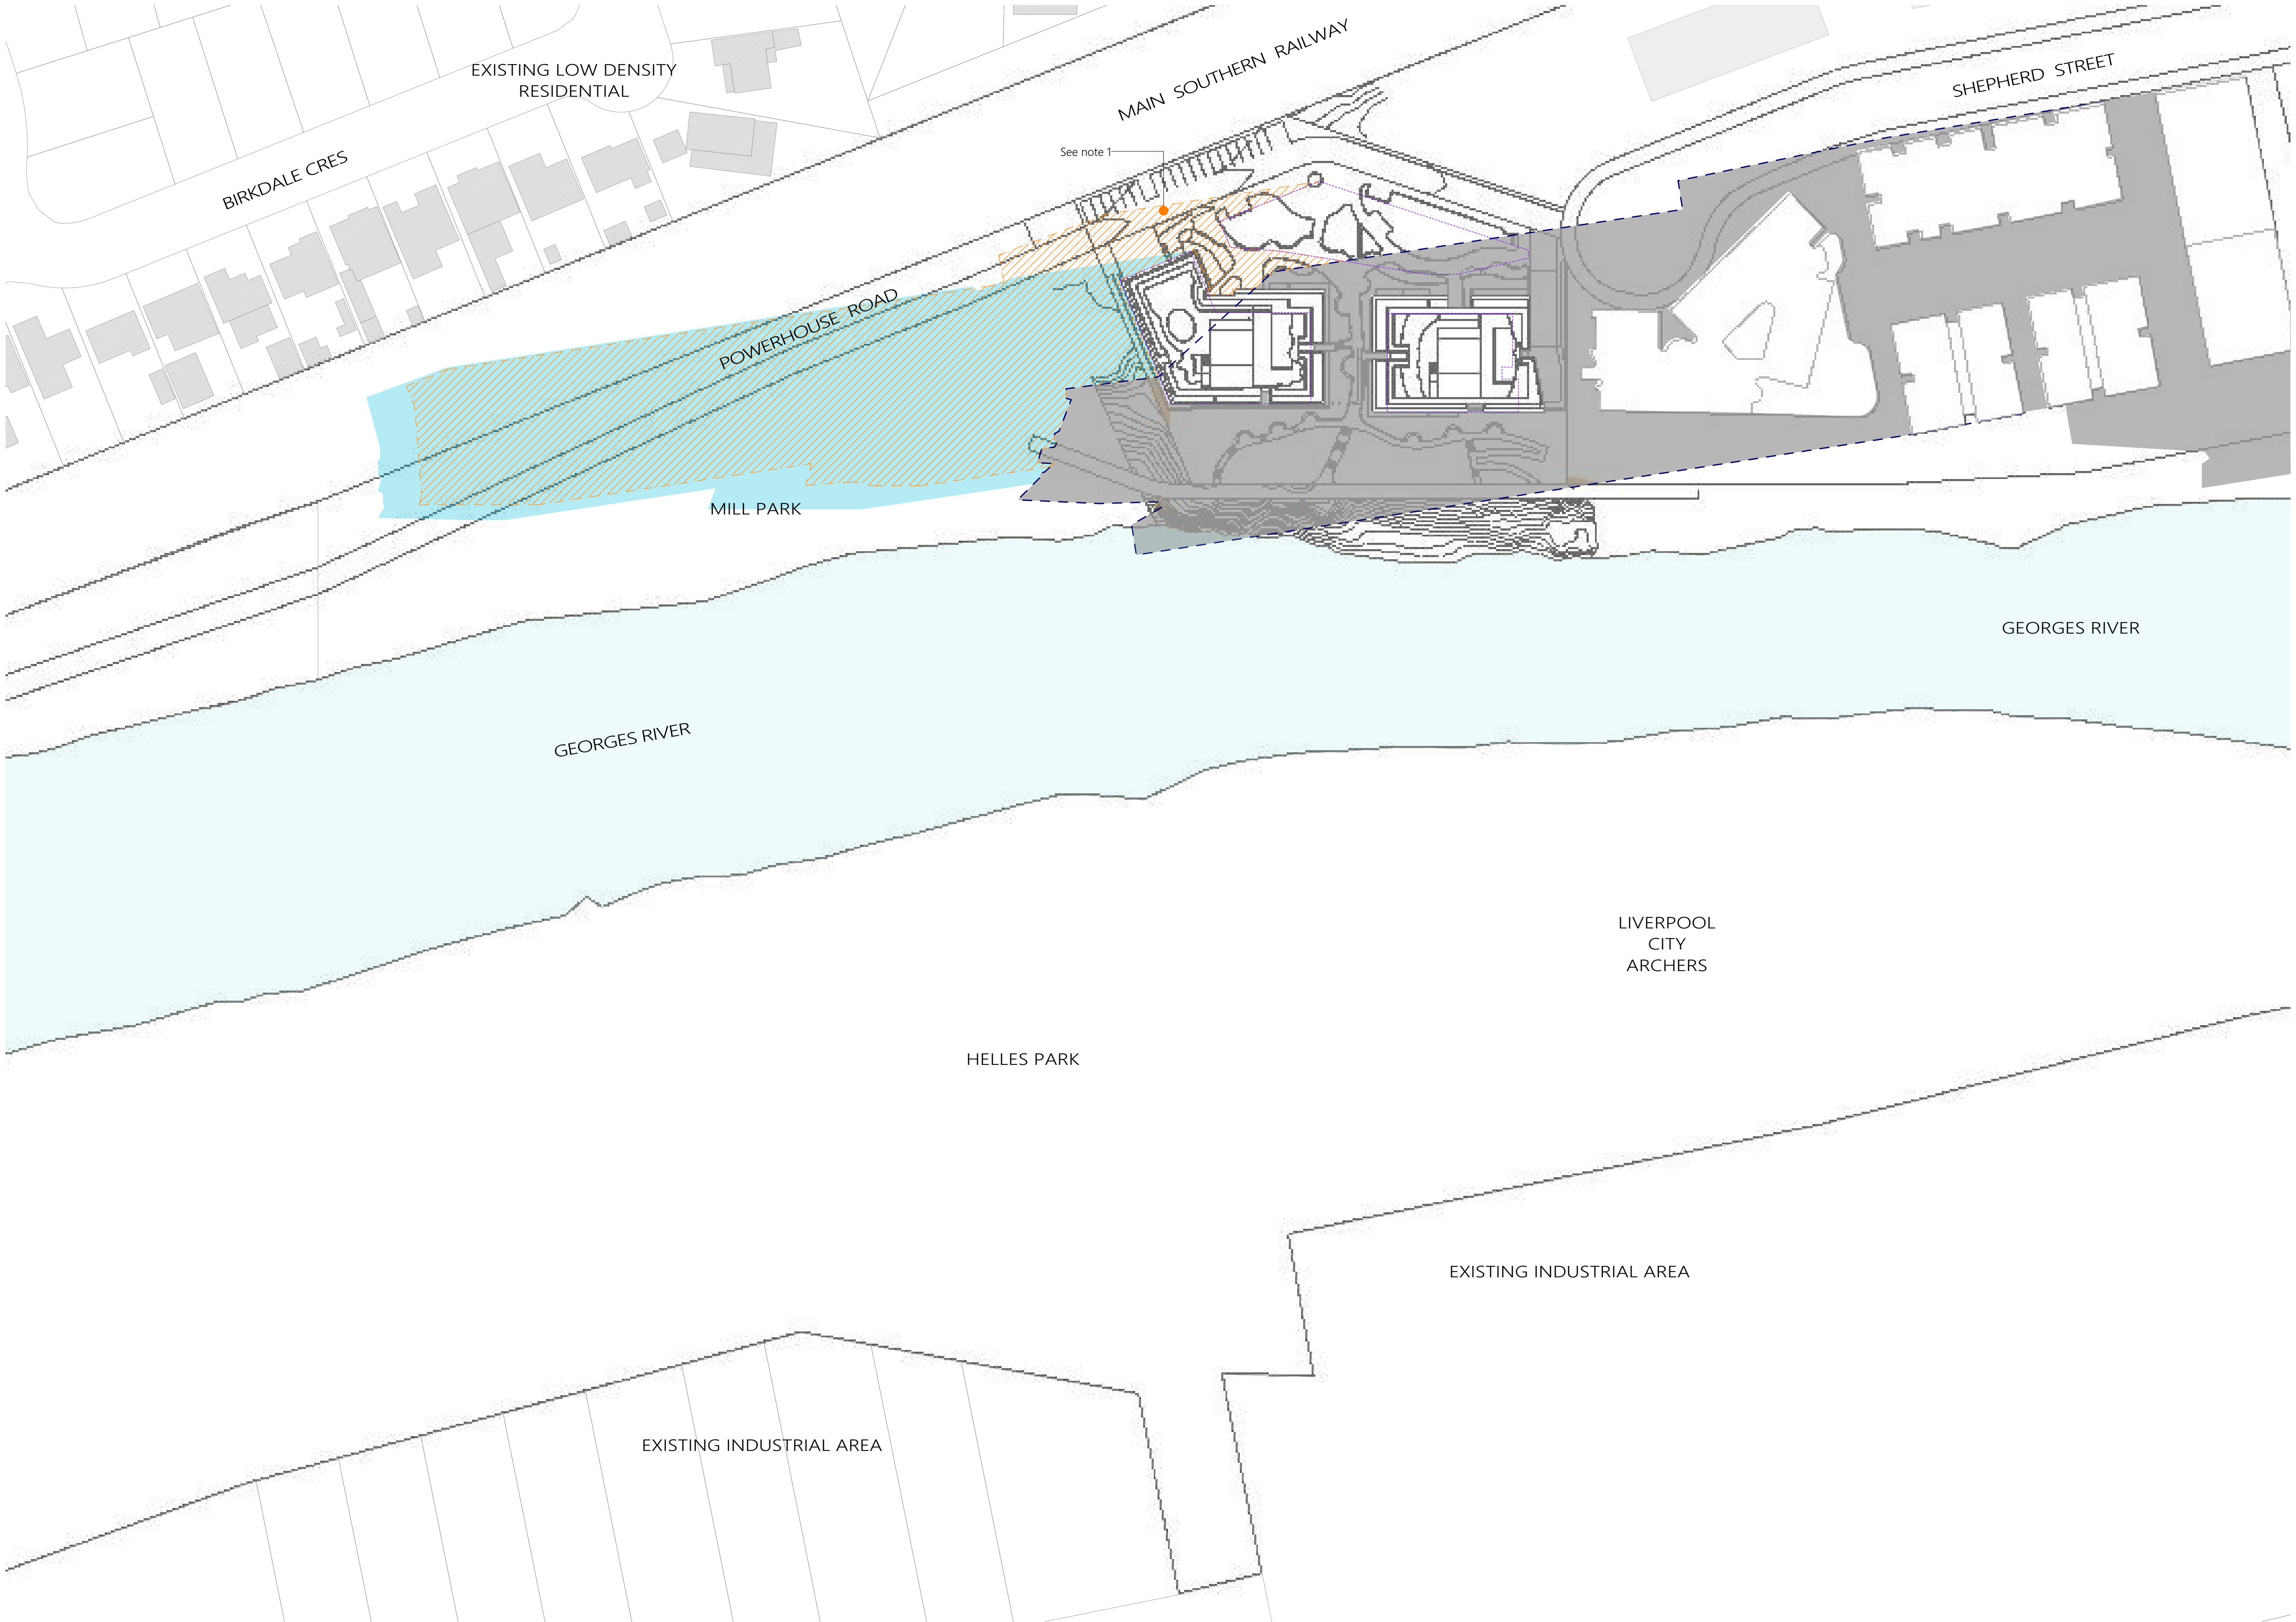 EXISTING LOW DENSITY
RESIDENTIAL
MAIN SOUTHERN RAILWAY
SHEPHERD STREET
See note 1
BIRKDALE CRES
POWERHOUSE ROAD
MILL PARK
GEORGES RIVER
GEORGES RIVER
LIVERPOOL
CITY
ARCHERS
HELLES PARK
EXISTING INDUSTRIAL AREA
EXISTING INDUSTRIAL AREA